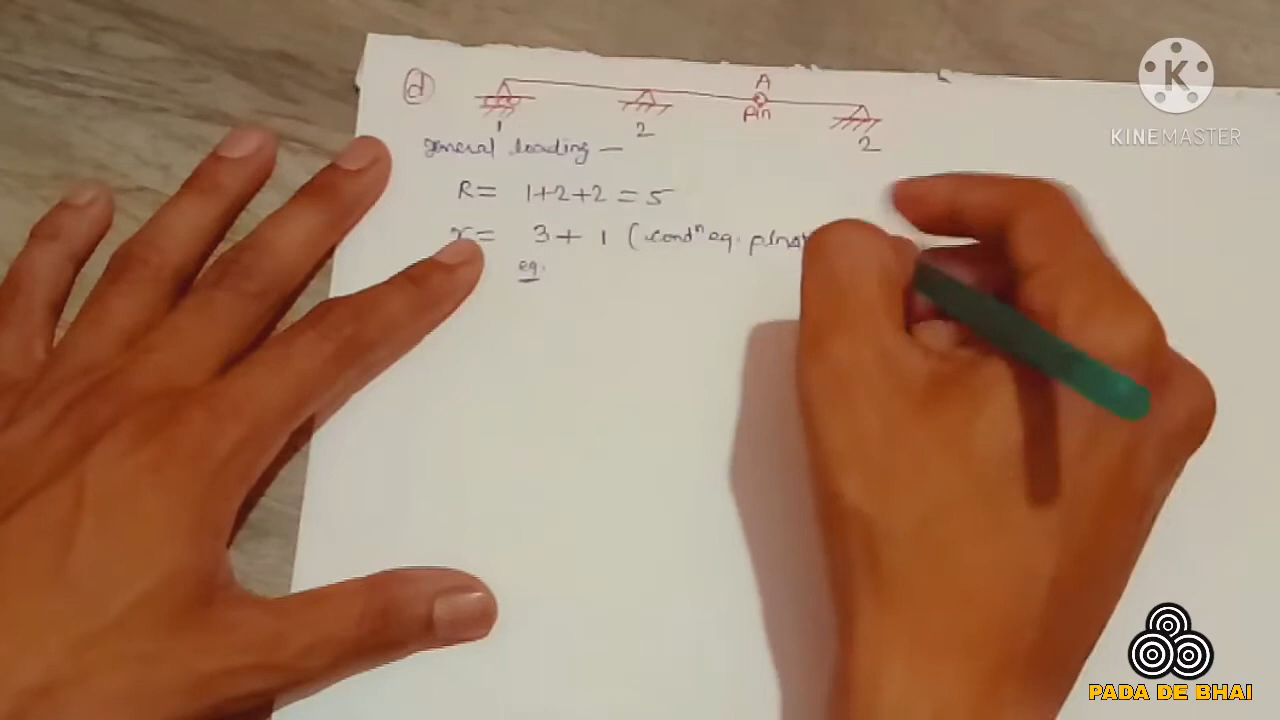 d
A
Pin
1 2 2
general loading —
R = 1+2+2 = 5
r = 3 + 1 (condⁿ eq.
eq.
K
KINEMASTER
PADA DE BHAI